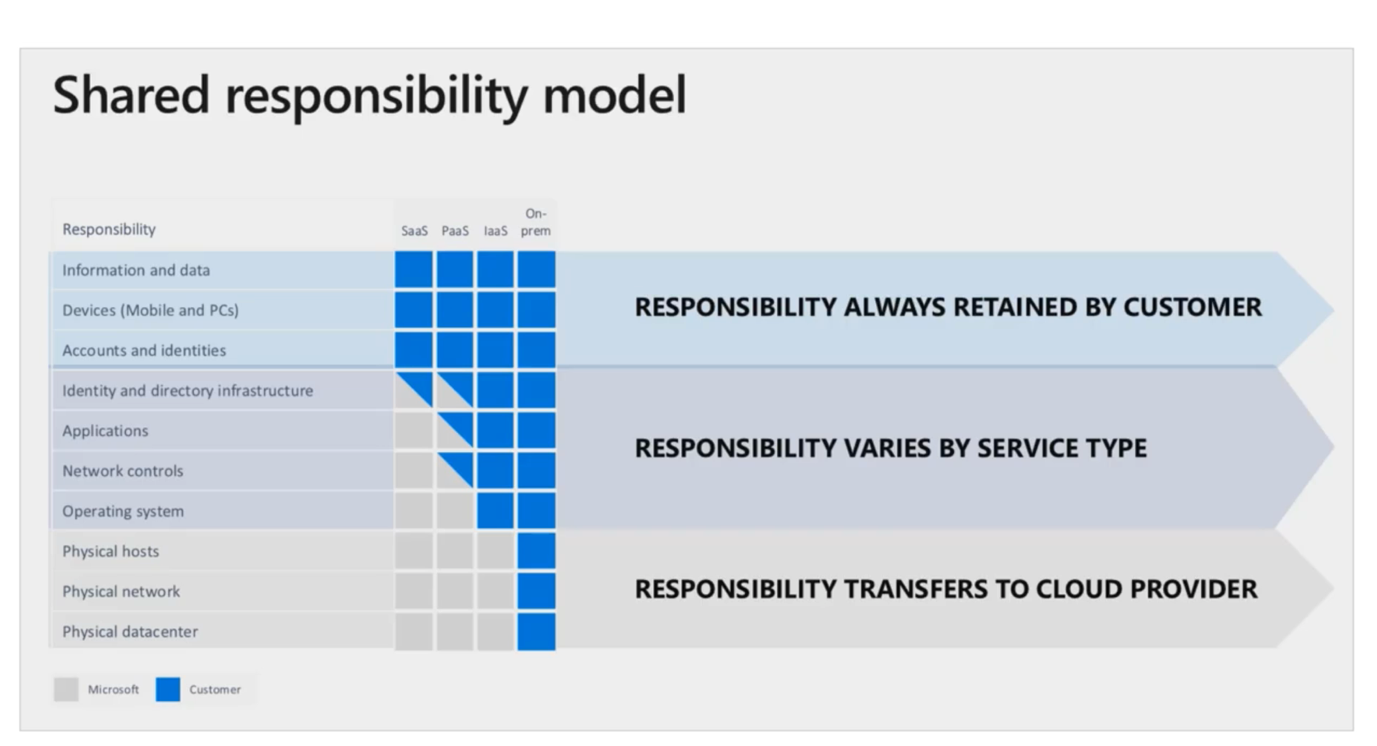 Shared responsibility model
Responsibility SaaS PaaS IaaS On-
prem
Information and data
Devices (Mobile and PCs)
Accounts and identities
RESPONSIBILITY ALWAYS RETAINED BY CUSTOMER
Identity and directory infrastructure
Applications
Network controls
Operating system
RESPONSIBILITY VARIES BY SERVICE TYPE
Physical hosts
Physical network
Physical datacenter
RESPONSIBILITY TRANSFERS TO CLOUD PROVIDER
Microsoft Customer